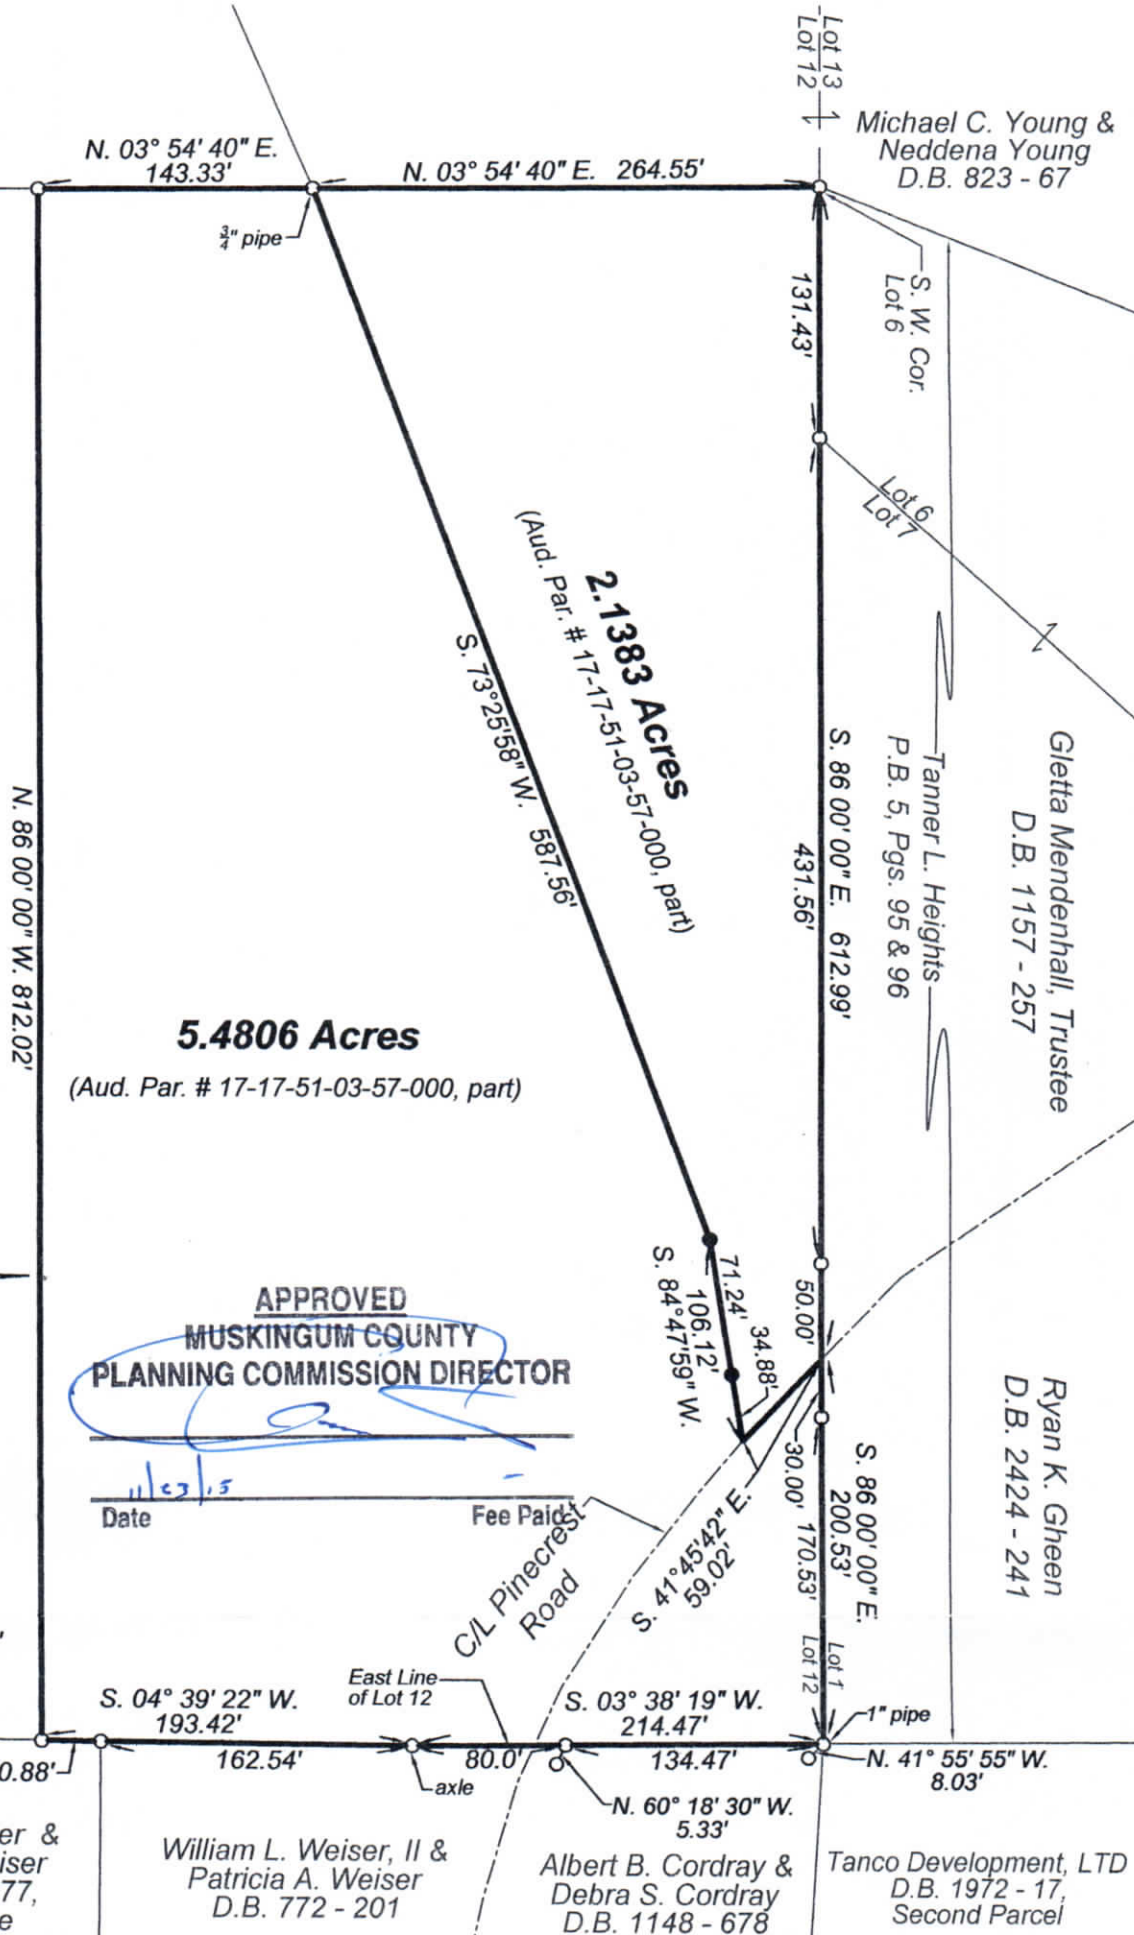 Lot 13
Lot 12
Michael C. Young &
Neddena Young
D.B. 823 - 67
N. 03° 54' 40" E.
143.33'
N. 03° 54' 40" E. 264.55'
¾" pipe
131.43'
S. W. Cor.
Lot 6
Lot 6
Lot 7
2.1383 Acres
(Aud. Par. # 17-17-51-03-57-000, part)
S. 73°25'58" W. 587.56'
S. 86 00' 00" E. 612.99'
431.56'
Tanner L. Heights
P.B. 5, Pgs. 95 & 96
Gletta Mendenhall, Trustee
D.B. 1157 - 257
N. 86 00' 00" W. 812.02'
5.4806 Acres
(Aud. Par. # 17-17-51-03-57-000, part)
71.24'
34.88'
106.12'
S. 84°47'59" W.
50.00'
30.00'
170.53'
S. 86 00' 00" E.
200.53'
Ryan K. Gheen
D.B. 2424 - 241
APPROVED
MUSKINGUM COUNTY
PLANNING COMMISSION DIRECTOR
11/23/15
Date
Fee Paid
C/L Pinecrest
Road
S. 41°45'42" E.
59.02'
Lot 1
Lot 12
East Line
of Lot 12
S. 04° 39' 22" W.
193.42'
S. 03° 38' 19" W.
214.47'
1" pipe
0.88'
162.54'
80.0'
134.47'
axle
N. 41° 55' 55" W.
8.03'
N. 60° 18' 30" W.
5.33'
er &
iser
77,
e
William L. Weiser, II &
Patricia A. Weiser
D.B. 772 - 201
Albert B. Cordray &
Debra S. Cordray
D.B. 1148 - 678
Tanco Development, LTD
D.B. 1972 - 17,
Second Parcel